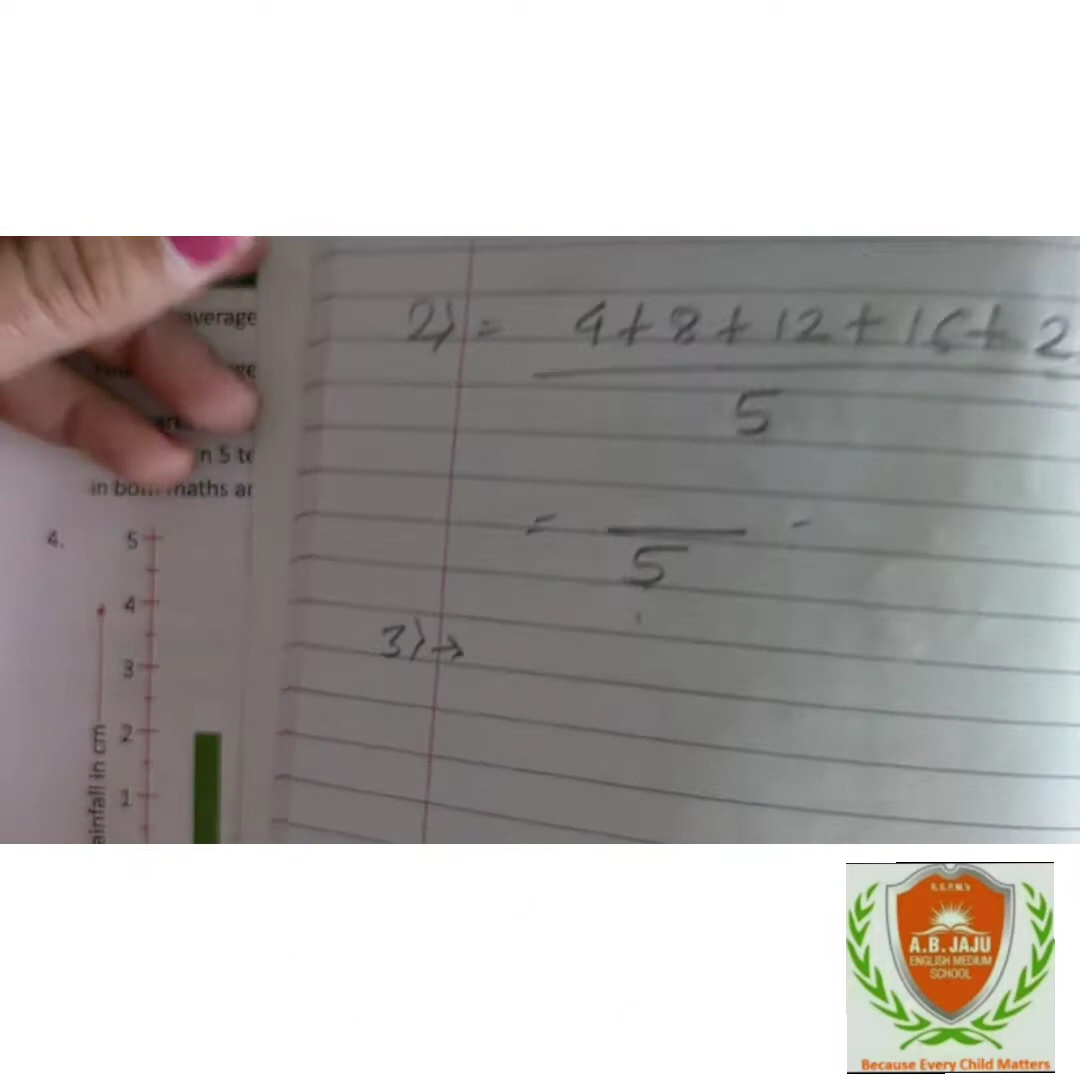 average
2) = 4+8+12+16+2
5
n 5 te
in both maths ar
= 5 -
4.
5
4
3
2
1
ainfall in cm
3) →
A.B. JAJU
ENGLISH MEDIUM
SCHOOL
Because Every Child Matters